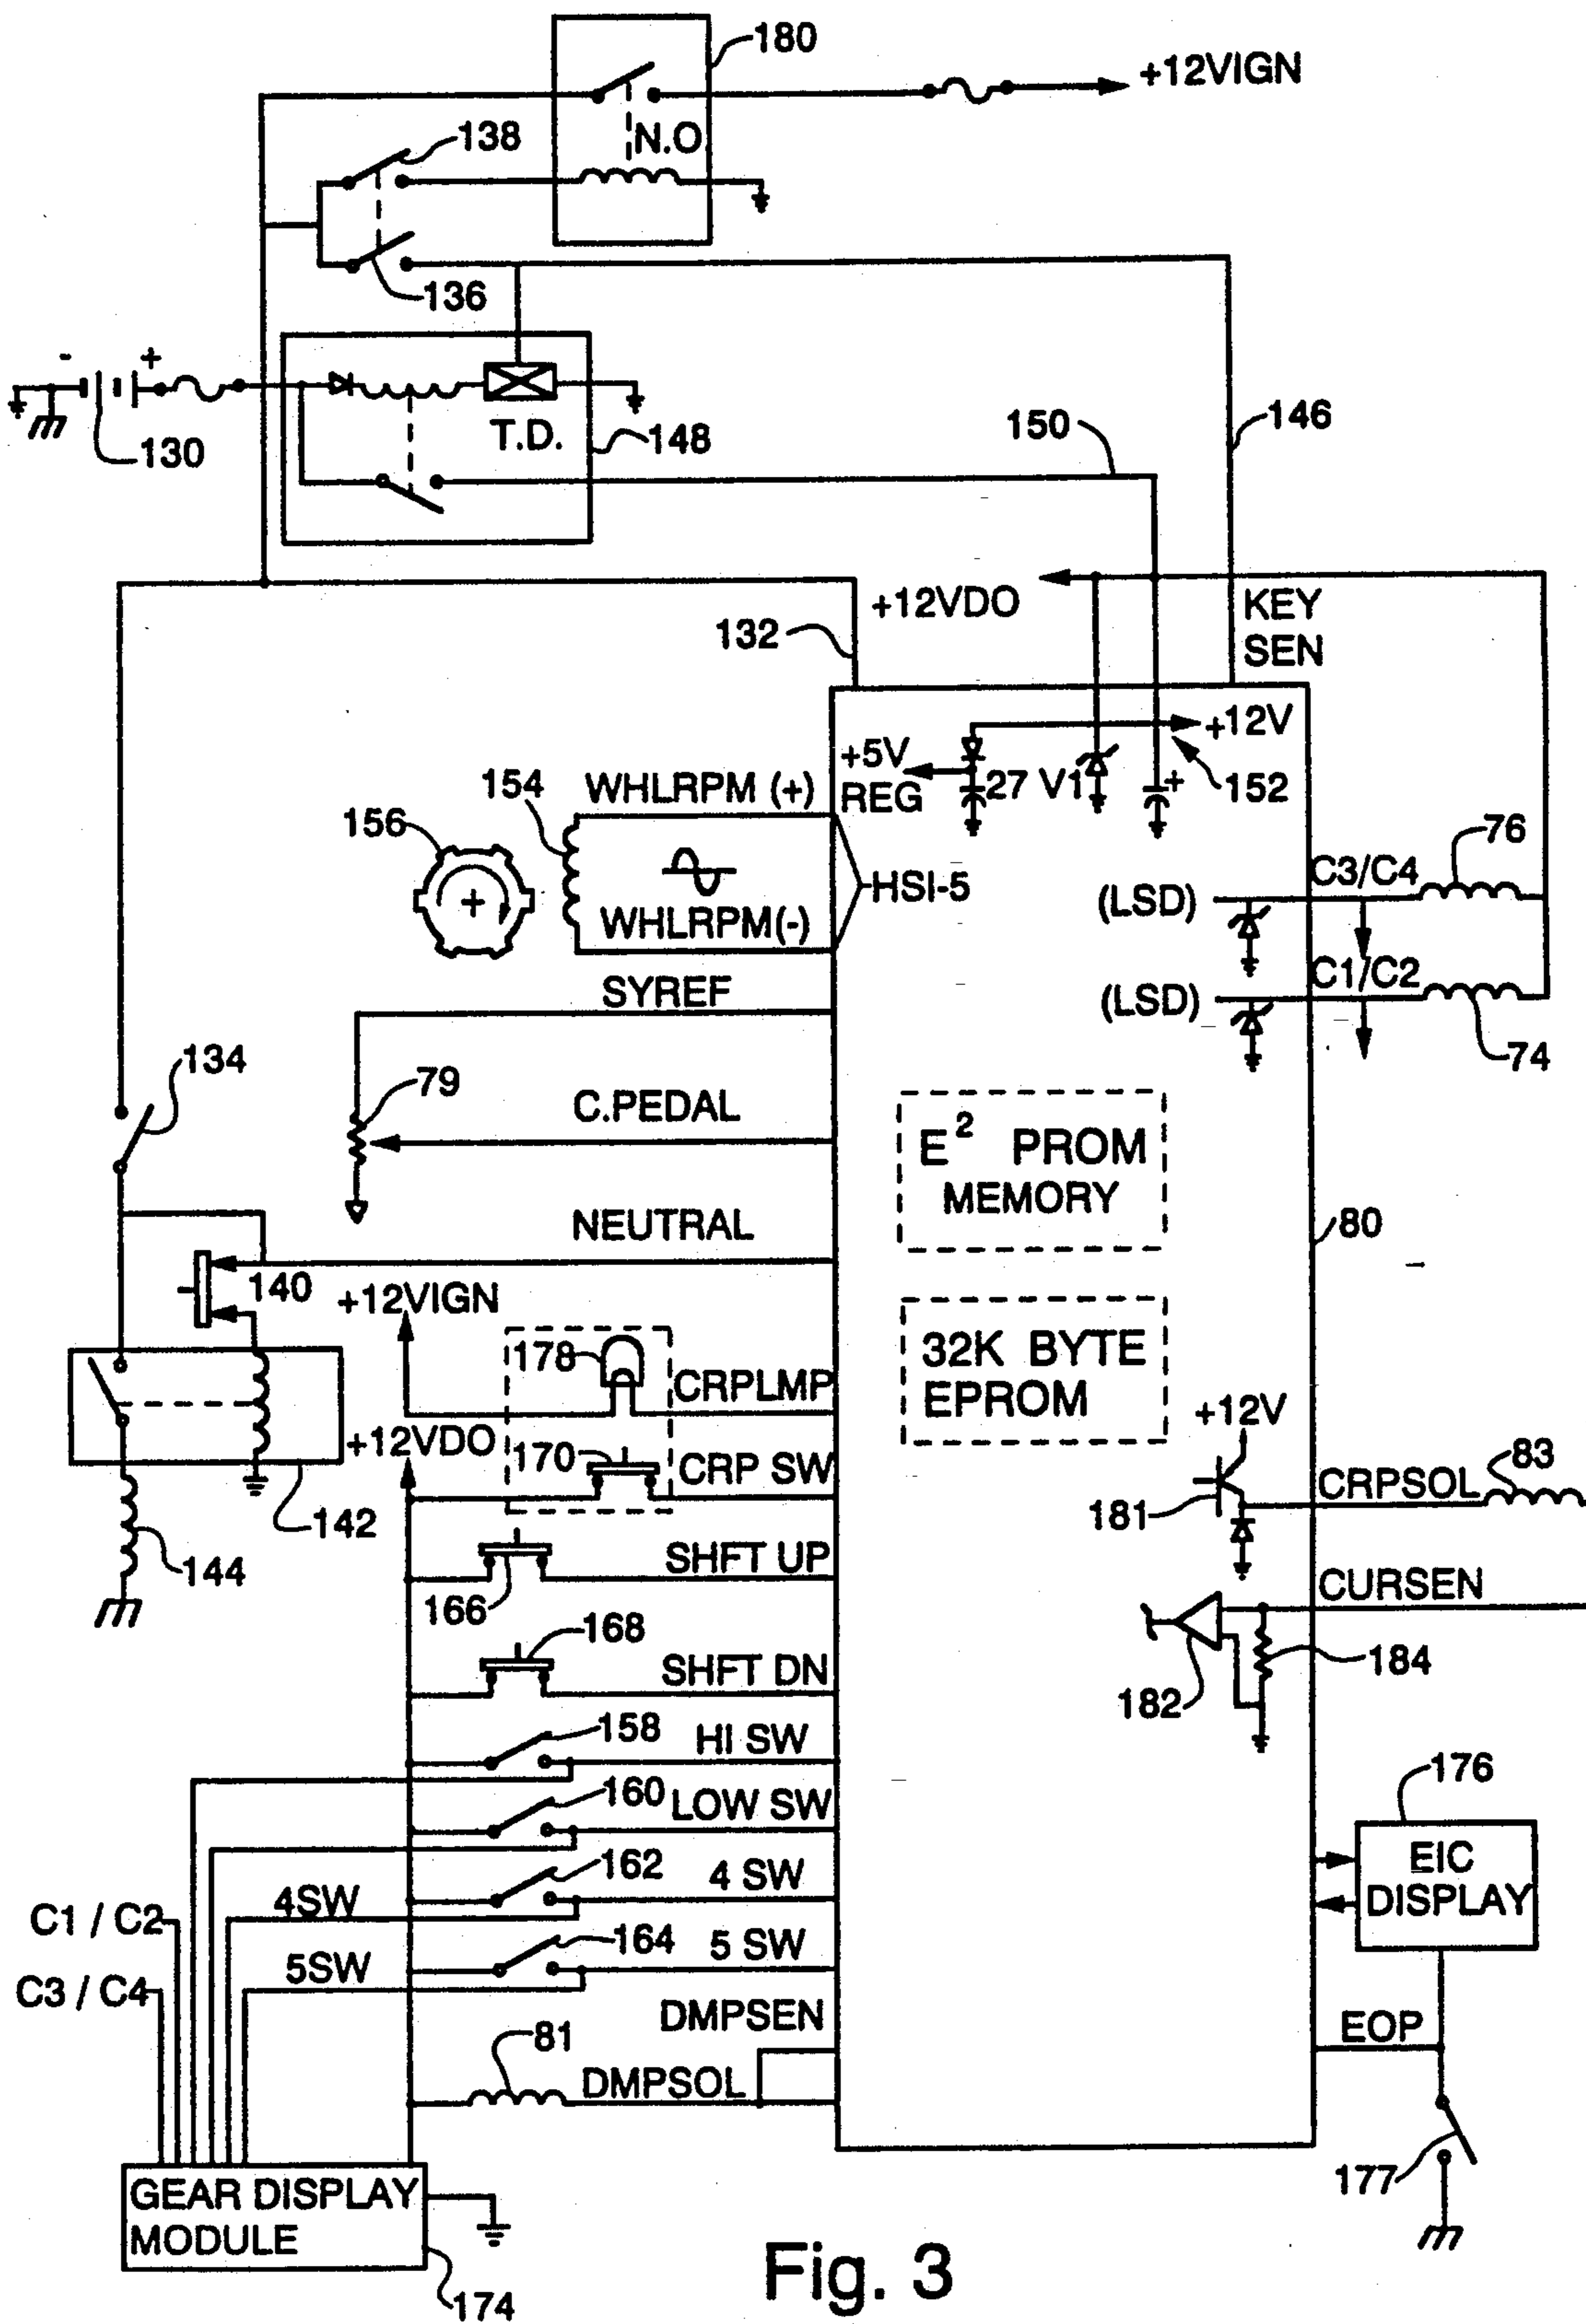 180
+12VIGN
N.O
138
136
- +
130
T.D.
148
150
146
+12VDO
KEY
SEN
132
+12V
+5V
REG
27 V1
+
152
154
WHLRPM (+)
156
+
HSI-5
WHLRPM(-)
76
C3/C4
(LSD)
C1/C2
(LSD)
74
SYREF
134
79
C.PEDAL
E2 PROM
MEMORY
NEUTRAL
80
140
+12VIGN
178
CRPLMP
32K BYTE
EPROM
+12V
+12VDO
170
CRP SW
CRPSOL
83
181
142
144
166
SHFT UP
CURSEN
168
SHFT DN
184
182
158
HI SW
160
LOW SW
176
EIC
DISPLAY
162
4SW
4 SW
C1 / C2
164
5SW
5 SW
C3 / C4
DMPSEN
EOP
81
DMPSOL
177
GEAR DISPLAY
MODULE
174
Fig. 3